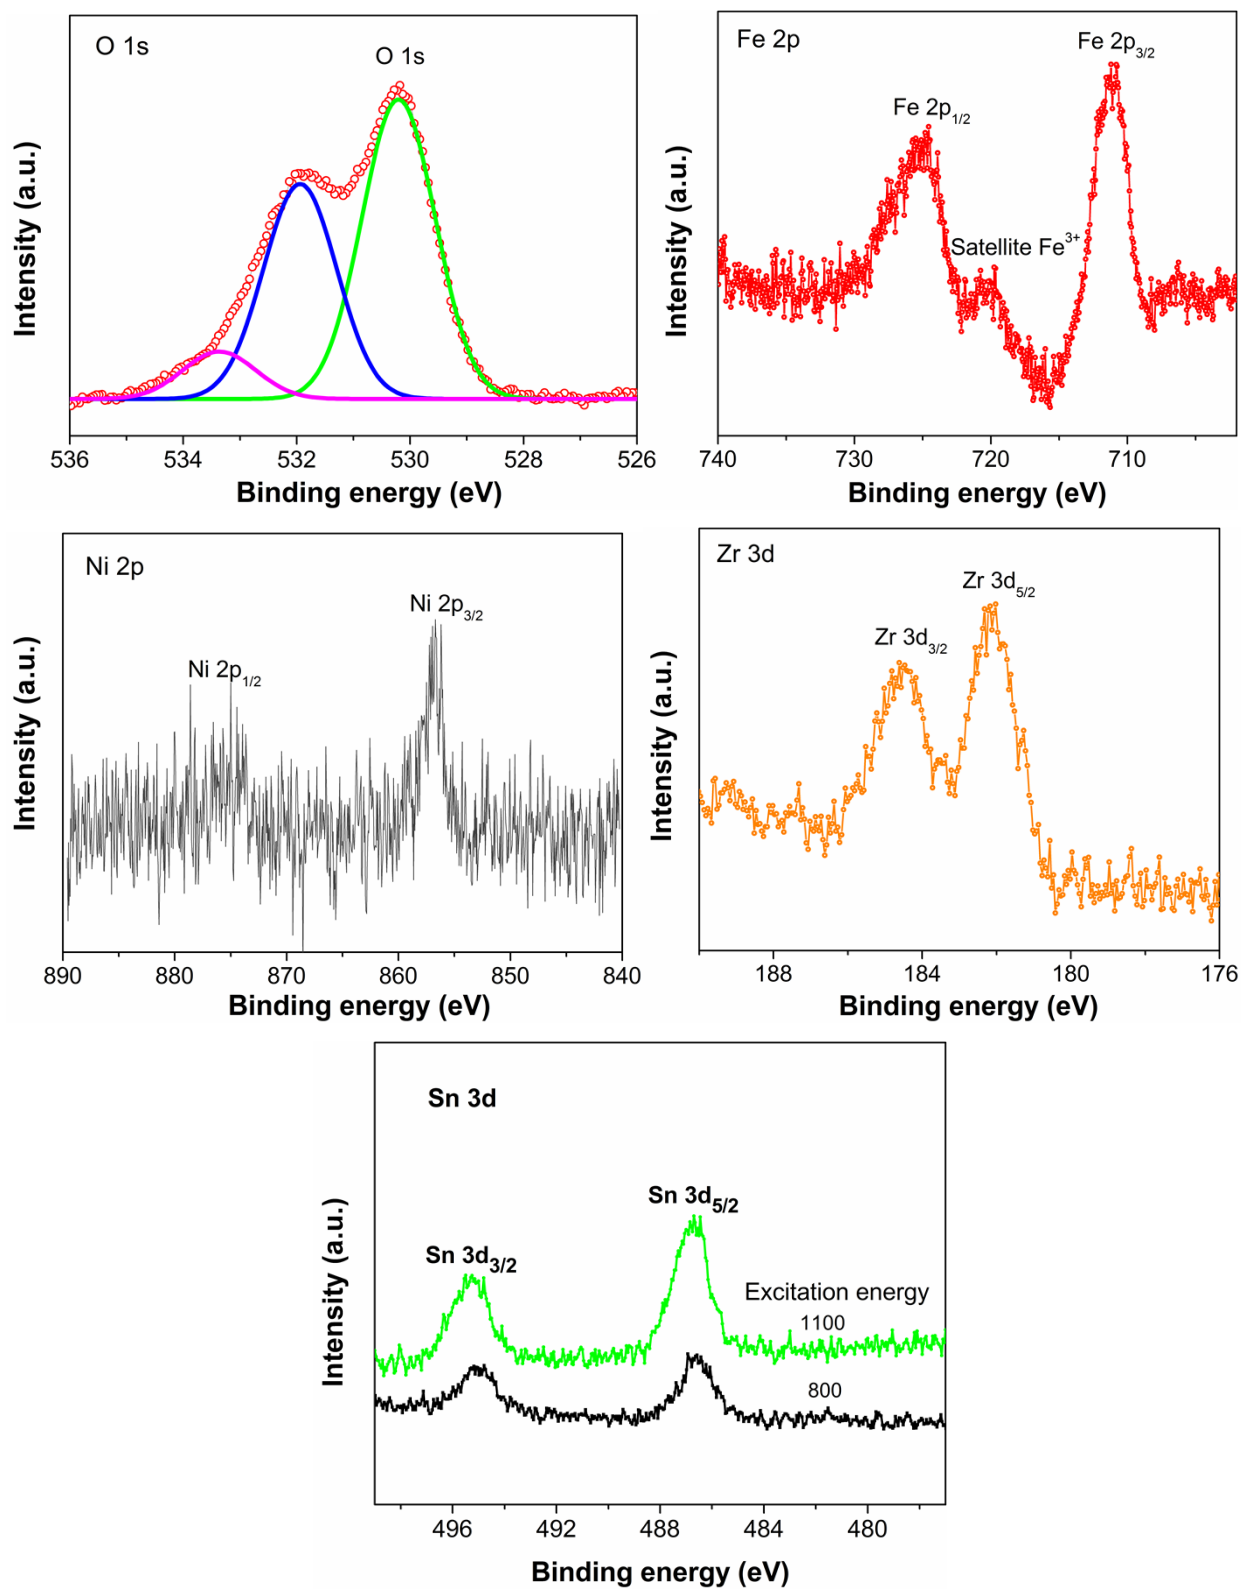 O 1s
O 1s
Intensity (a.u.)
536 534 532 530 528 526
Binding energy (eV)
Fe 2p
Fe 2p3/2
Fe 2p1/2
Satellite Fe3+
Intensity (a.u.)
740 730 720 710
Binding energy (eV)
Ni 2p
Ni 2p3/2
Ni 2p1/2
Intensity (a.u.)
890 880 870 860 850 840
Binding energy (eV)
Zr 3d
Zr 3d5/2
Zr 3d3/2
Intensity (a.u.)
188 184 180 176
Binding energy (eV)
Sn 3d
Sn 3d5/2
Sn 3d3/2
Excitation energy
1100
800
Intensity (a.u.)
496 492 488 484 480
Binding energy (eV)